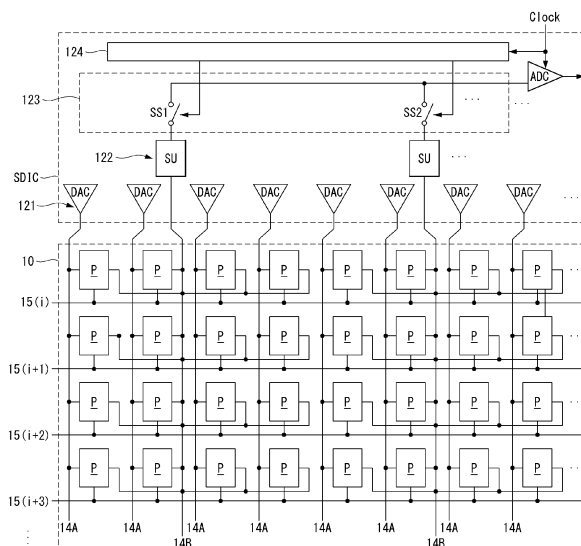 Clock
124
ADC
123
SS1
SS2
...
...
122
SU
SU
...
SDIC
DAC DAC DAC DAC DAC DAC DAC DAC
121
...
10
P P P P P P P P
...
15(i)
P P P P P P P P
...
15(i+1)
P P P P P P P P
...
15(i+2)
P P P P P P P P
...
15(i+3)
14A 14A 14A 14A 14A 14A 14A 14A
14B 14B